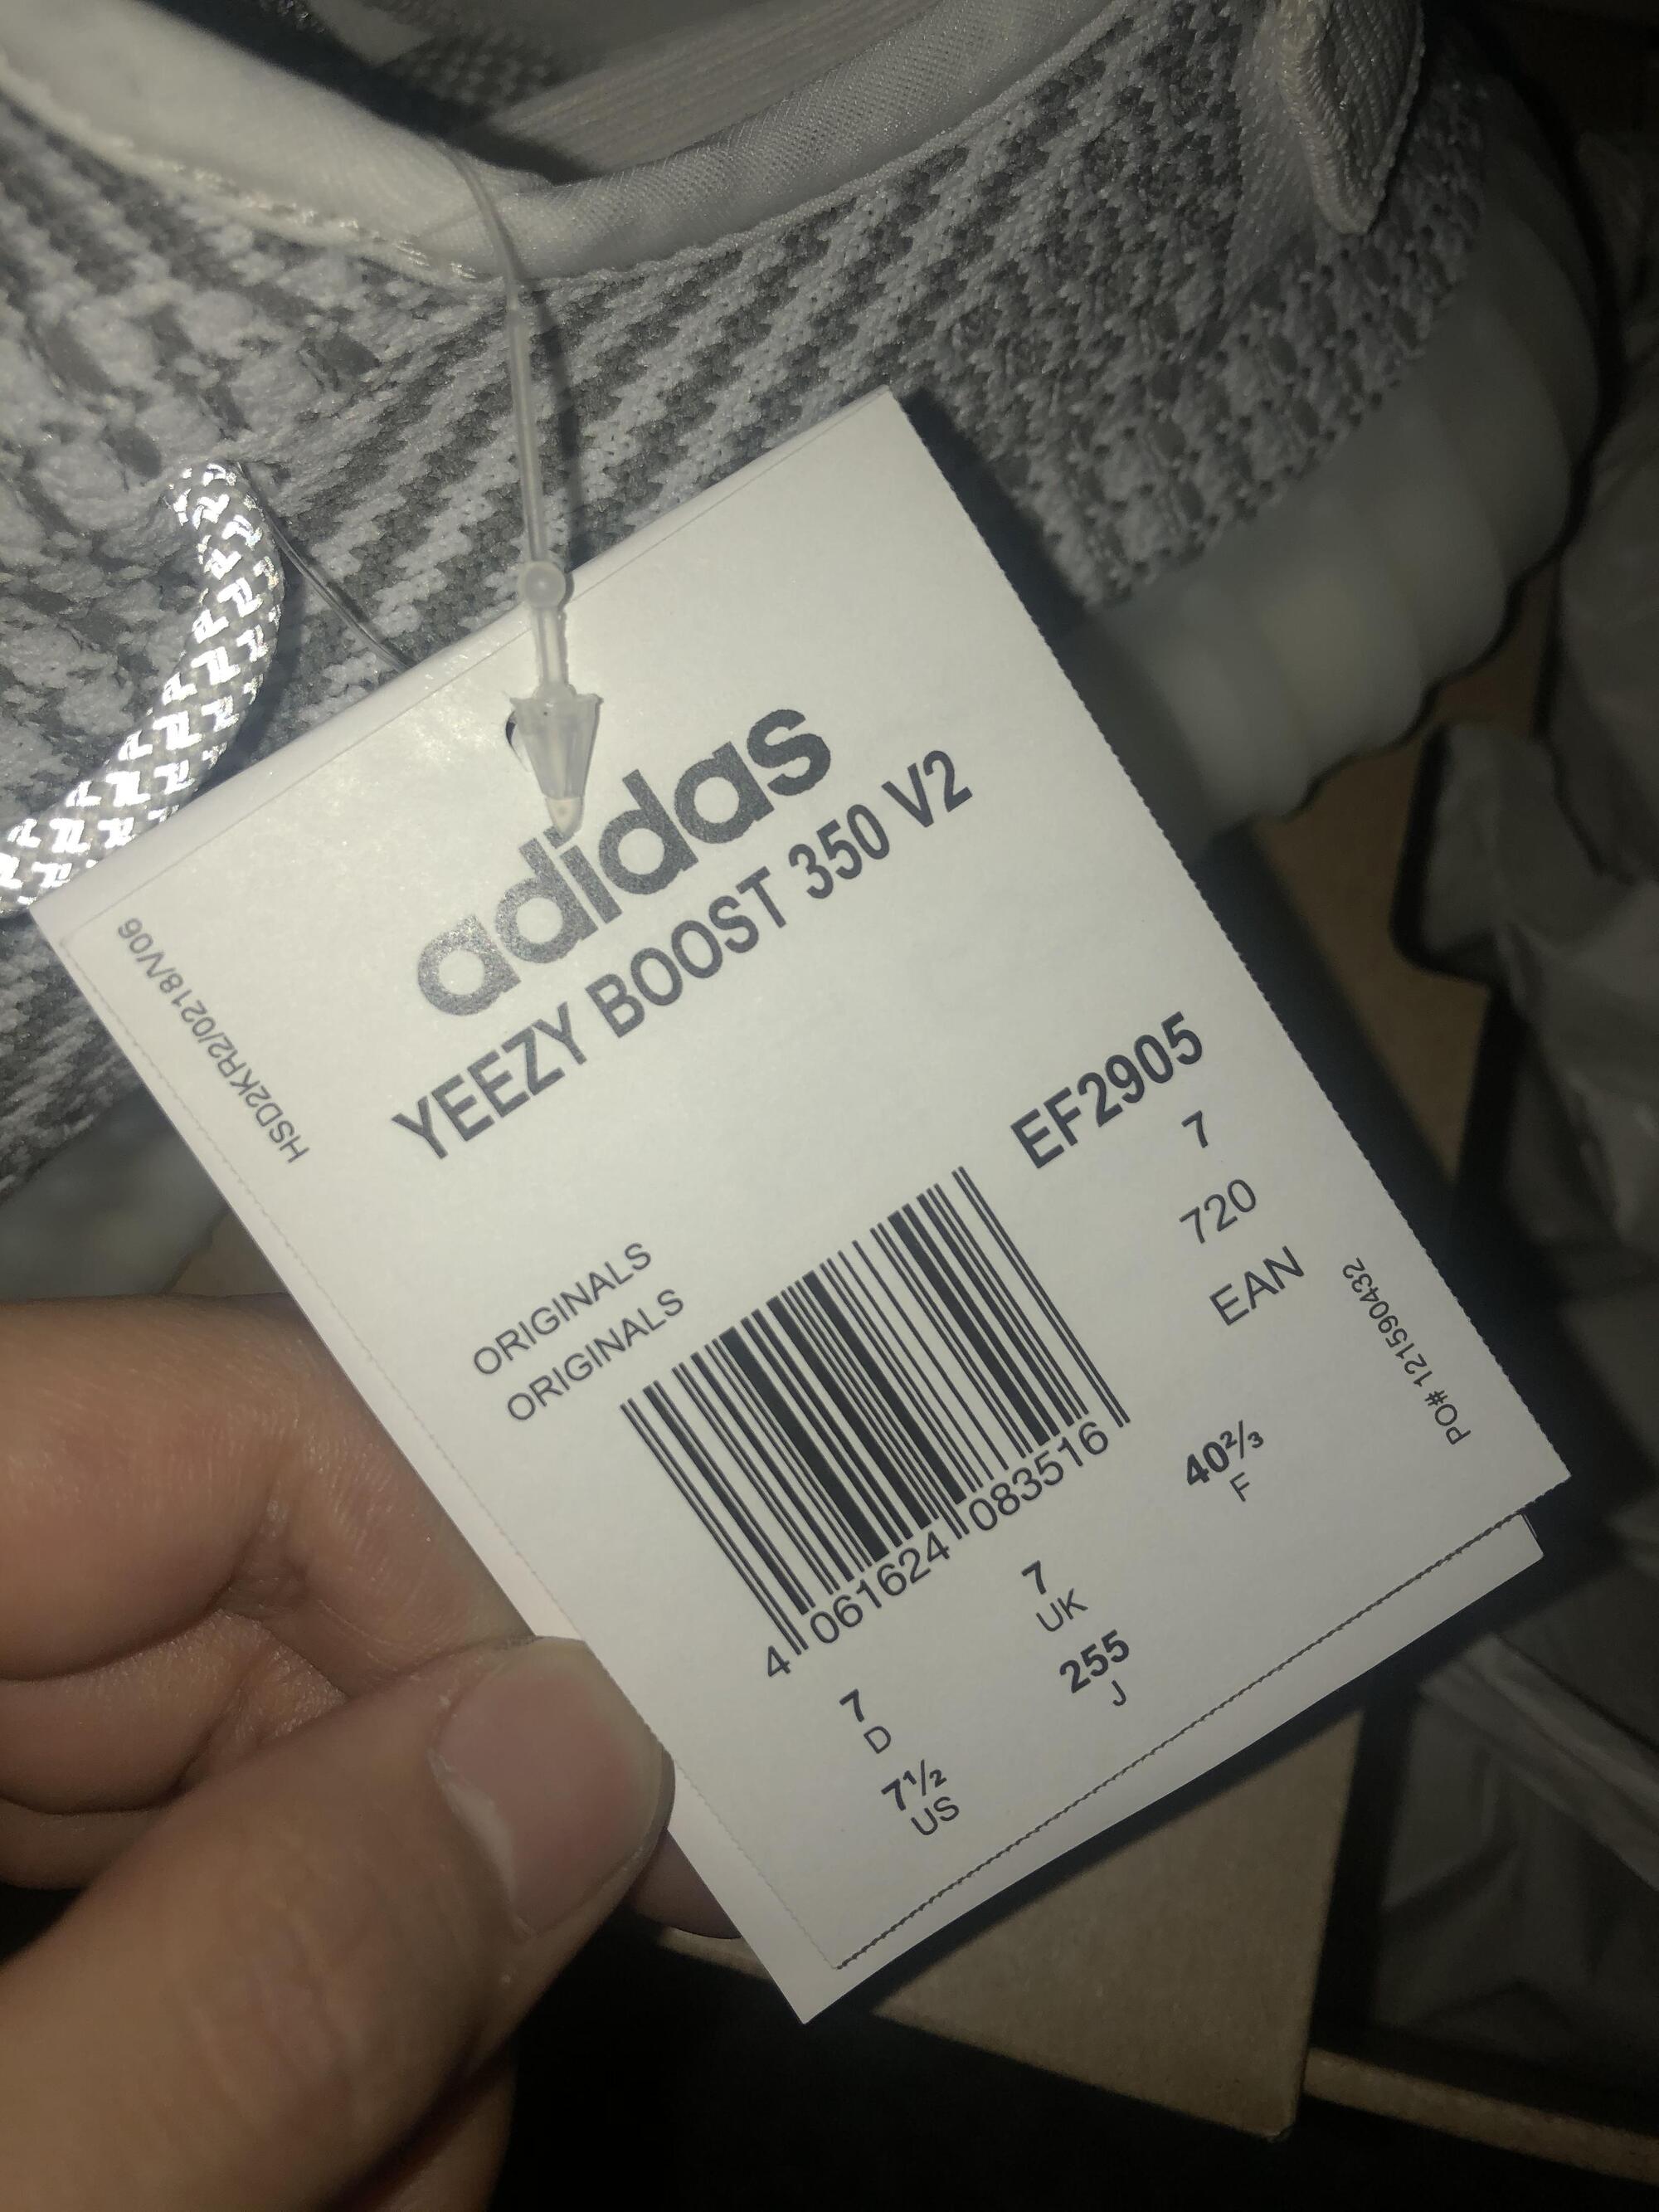 adidas
YEEZY BOOST 350 V2
HSD2KR2/0218/V06
EF2905
ORIGINALS
ORIGINALS
7
720
EAN
4 061624 083516
PO# 121590432
7
D
7
UK
40⅔
F
7½
US
255
J